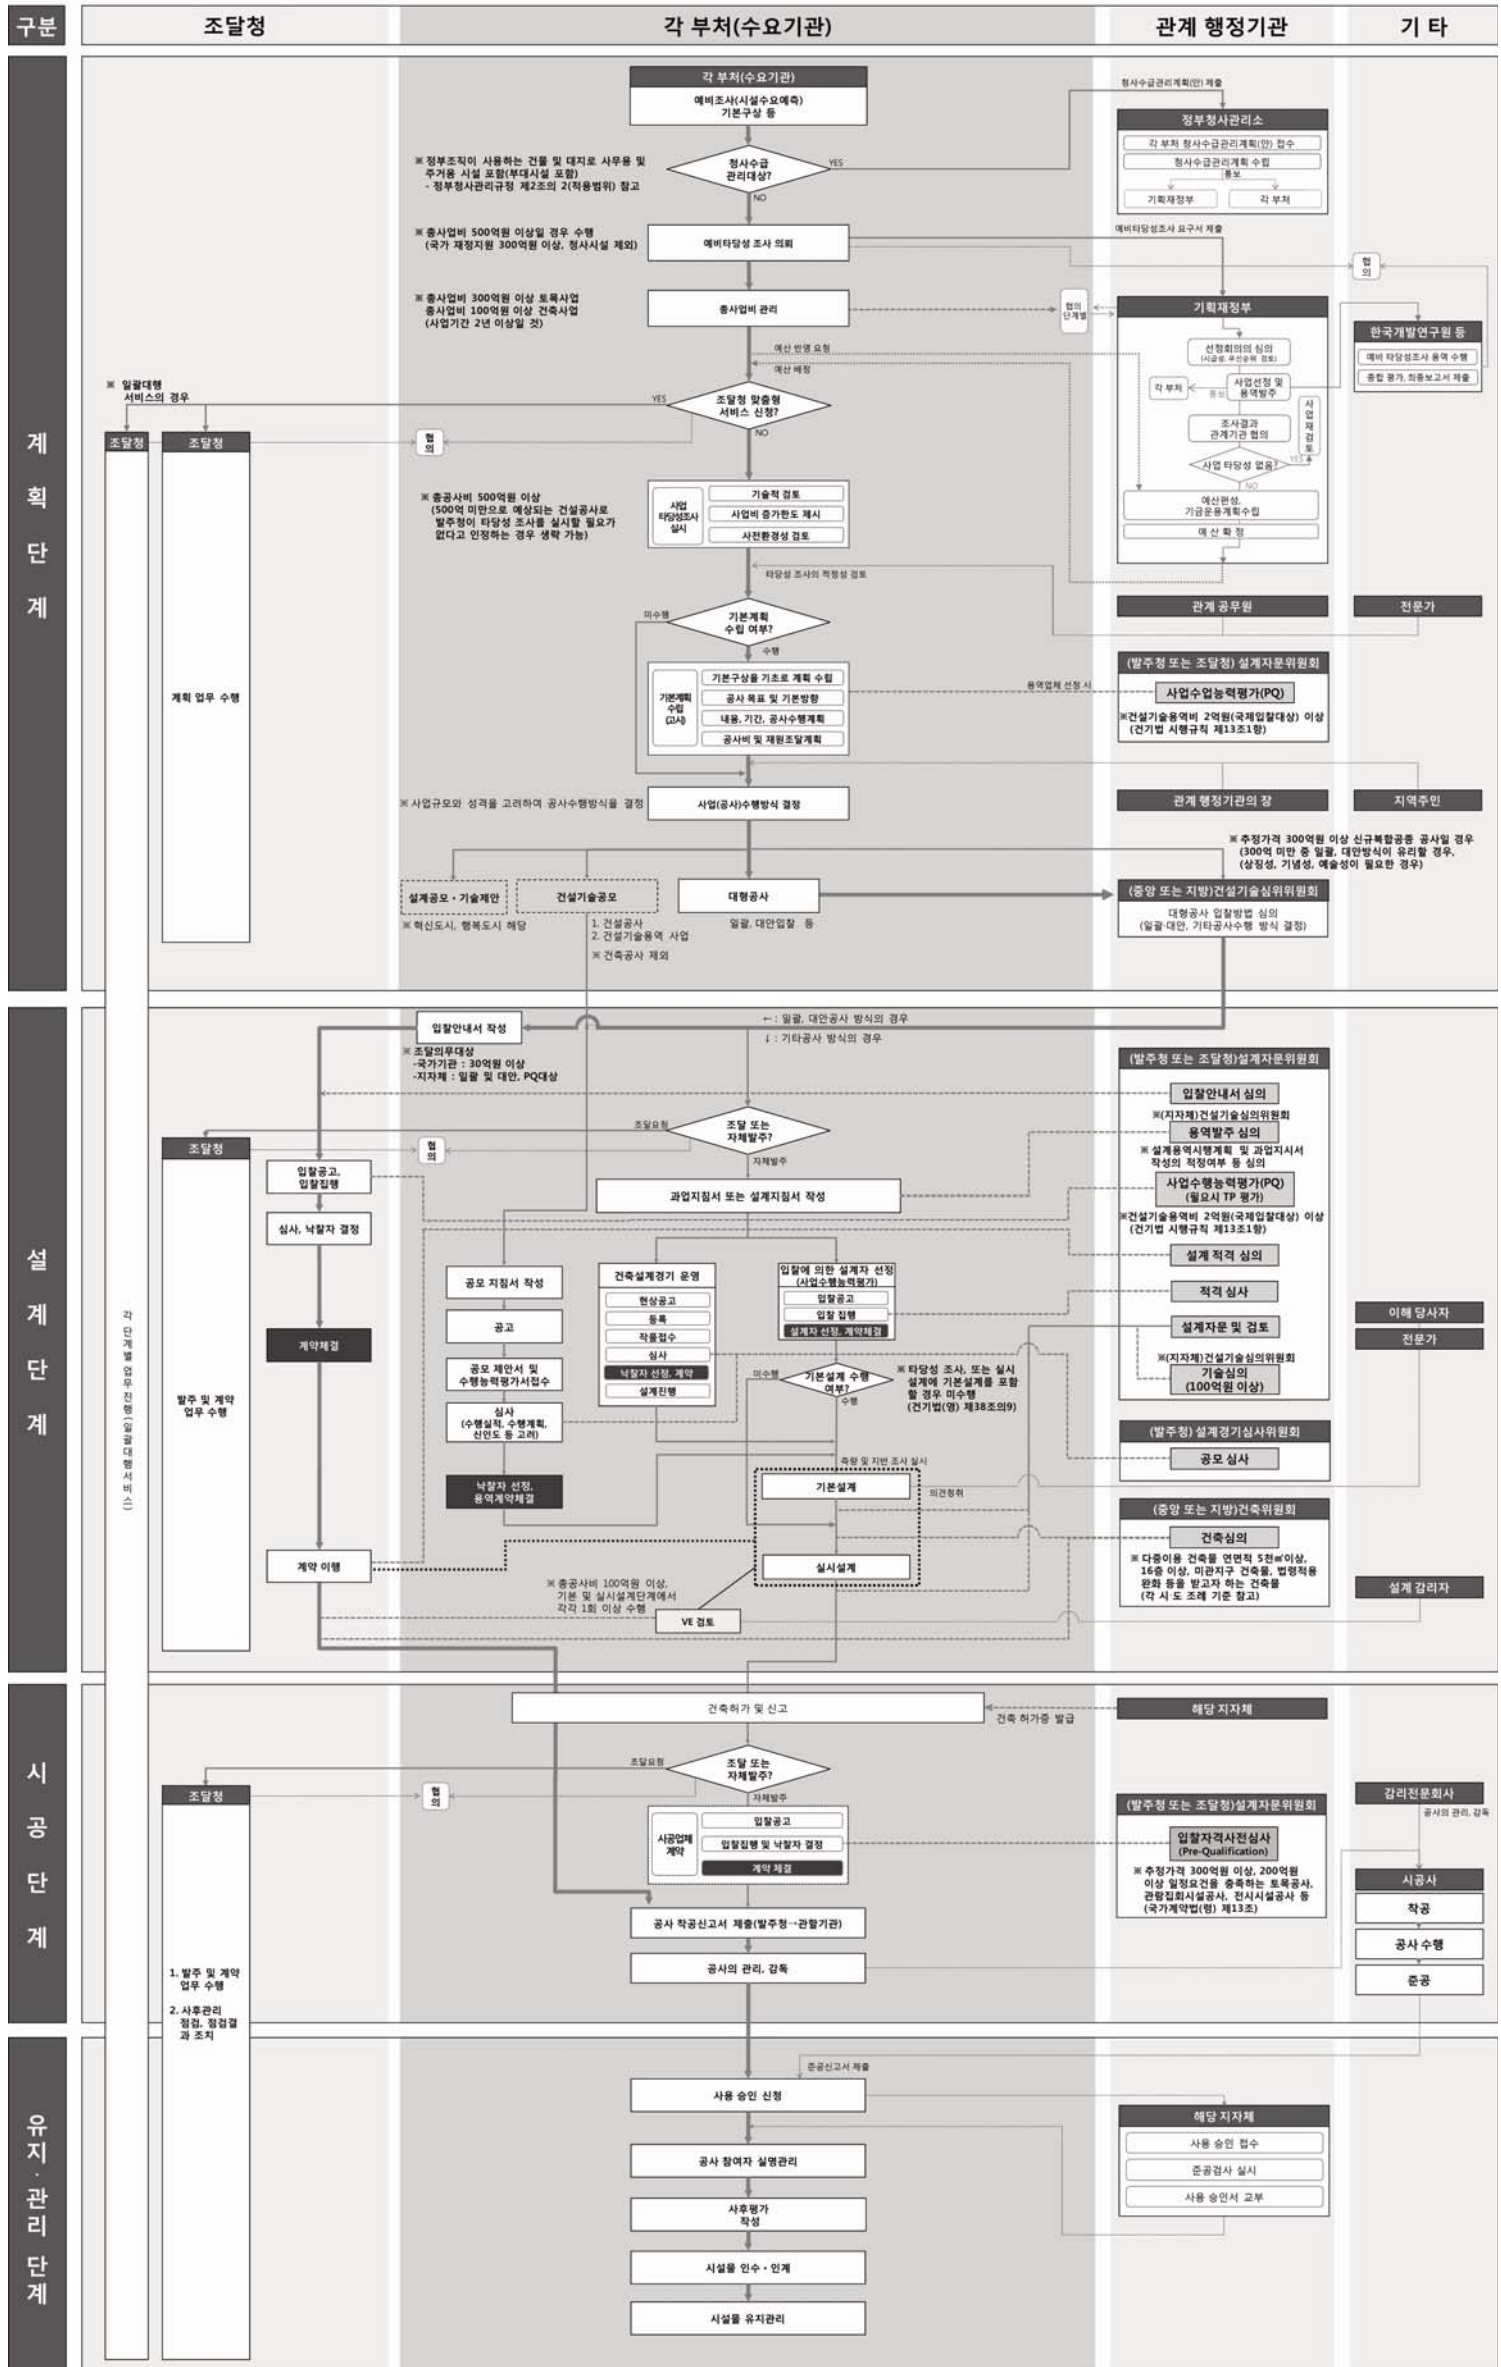 구분
조달청
각 부처(수요기관)
관계 행정기관
기 타
계획단계
각 부처(수요기관)
예비조사(시설수요예측)
기본구상 등
청사수급관리계획(안) 제출
정부청사관리소
각 부처 청사수급관리계획(안) 접수
청사수급관리계획 수립
통보
기획재정부
각 부처
※ 정부조직이 사용하는 건물 및 대지로 사무용 및
주거용 시설 포함(부대시설 포함)
- 정부청사관리규정 제2조의 2(적용범위) 참고
청사수급
관리대상?
YES
NO
※ 총사업비 500억원 이상일 경우 수행
(국가 재정지원 300억원 이상, 청사시설 제외)
예비타당성 조사 의뢰
예비타당성조사 요구서 제출
협의
※ 총사업비 300억원 이상 토목사업
총사업비 100억원 이상 건축사업
(사업기간 2년 이상일 것)
총사업비 관리
협의
단계별
기획재정부
선정회의의 심의
(시급성, 우선순위 검토)
각 부처
통보
사업선정 및
용역발주
조사결과
관계기관 협의
사업재검토
사업 타당성 없음?
YES
NO
예산편성,
기금운용계획수립
예 산 확 정
한국개발연구원 등
예비 타당성조사 용역 수행
종합 평가, 최종보고서 제출
예산 반영 요청
예산 배정
※ 일괄대행
서비스의 경우
YES
조달청 맞춤형
서비스 신청?
NO
조달청
조달청
협의
계획 업무 수행
※ 총공사비 500억원 이상
(500억 미만으로 예상되는 건설공사로
발주청이 타당성 조사를 실시할 필요가
없다고 인정하는 경우 생략 가능)
사업
타당성조사
실시
기술적 검토
사업비 증가한도 제시
사전환경성 검토
타당성 조사의 적정성 검토
관계 공무원
전문가
미수행
기본계획
수립 여부?
수행
기본계획
수립
(고시)
기본구상을 기초로 계획 수립
공사 목표 및 기본방향
내용, 기간, 공사수행계획
공사비 및 재원조달계획
용역업체 선정 시
(발주청 또는 조달청) 설계자문위원회
사업수업능력평가(PQ)
※건설기술용역비 2억원(국제입찰대상) 이상
(건기법 시행규칙 제13조1항)
※ 사업규모와 성격을 고려하여 공사수행방식을 결정
사업(공사)수행방식 결정
관계 행정기관의 장
지역주민
※ 추정가격 300억원 이상 신규복합공종 공사일 경우
(300억 미만 중 일괄, 대안방식이 유리할 경우,
(상징성, 기념성, 예술성이 필요한 경우)
설계공모·기술제안
※ 혁신도시, 행복도시 해당
건설기술공모
1. 건설공사
2. 건설기술용역 사업
※ 건축공사 제외
대형공사
일괄, 대안입찰 등
(중앙 또는 지방)건설기술심위위원회
대형공사 입찰방법 심의
(일괄·대안, 기타공사수행 방식 결정)
설계단계
입찰안내서 작성
← : 일괄, 대안공사 방식의 경우
↓ : 기타공사 방식의 경우
※ 조달의무대상
-국가기관 : 30억원 이상
-지자체 : 일괄 및 대안, PQ대상
(발주청 또는 조달청)설계자문위원회
입찰안내서 심의
※(지자체)건설기술심의위원회
용역발주 심의
※ 설계용역시행계획 및 과업지시서
작성의 적정여부 등 심의
사업수행능력평가(PQ)
(필요시 TP 평가)
※건설기술용역비 2억원(국제입찰대상) 이상
(건기법 시행규칙 제13조1항)
설계 적격 심의
적격 심사
설계자문 및 검토
※(지자체)건설기술심의위원회
기술심의
(100억원 이상)
조달요청
조달 또는
자체발주?
자체발주
조달청
협의
발주 및 계약
업무 수행
입찰공고,
입찰집행
심사, 낙찰자 결정
계약체결
계약 이행
과업지침서 또는 설계지침서 작성
공모 지침서 작성
공고
공모 제안서 및
수행능력평가서접수
심사
(수행실적, 수행계획,
신인도 등 고려)
낙찰자 선정,
용역계약체결
건축설계경기 운영
현상공고
등록
작품접수
심사
낙찰자 선정, 계약
설계진행
입찰에 의한 설계자 선정
(사업수행능력평가)
입찰공고
입찰 집행
설계자 선정, 계약체결
미수행
기본설계 수행
여부?
수행
※ 타당성 조사, 또는 실시
설계에 기본설계를 포함
할 경우 미수행
(건기법(영) 제38조의9)
이해 당사자
전문가
(발주청) 설계경기심사위원회
공모 심사
측량 및 지반 조사 실시
기본설계
의견청취
실시설계
(중앙 또는 지방)건축위원회
건축심의
※ 다중이용 건축물 연면적 5천㎡이상,
16층 이상, 미관지구 건축물, 법령적용
완화 등을 받고자 하는 건축물
(각 시·도 조례 기준 참고)
※ 총공사비 100억원 이상,
기본 및 실시설계단계에서
각각 1회 이상 수행
VE 검토
설계 감리자
각 단계별 업무진행(일괄대행서비스)
시공단계
건축허가 및 신고
건축 허가증 발급
해당 지자체
조달요청
조달 또는
자체발주?
자체발주
조달청
협의
시공업체
계약
입찰공고
입찰집행 및 낙찰자 결정
계약 체결
(발주청 또는 조달청)설계자문위원회
입찰자격사전심사
(Pre-Qualification)
※ 추정가격 300억원 이상, 200억원
이상 일정요건을 충족하는 토목공사,
관람집회시설공사, 전시시설공사 등
(국가계약법(령) 제13조)
감리전문회사
공사의 관리, 감독
시공사
착공
공사 수행
준공
공사 착공신고서 제출(발주청→관할기관)
공사의 관리, 감독
1. 발주 및 계약
업무 수행
2. 사후관리
점검, 점검결
과 조치
유지·관리단계
준공신고서 제출
사용 승인 신청
해당 지자체
사용 승인 접수
준공검사 실시
사용 승인서 교부
공사 참여자 실명관리
사후평가
작성
시설물 인수·인계
시설물 유지관리